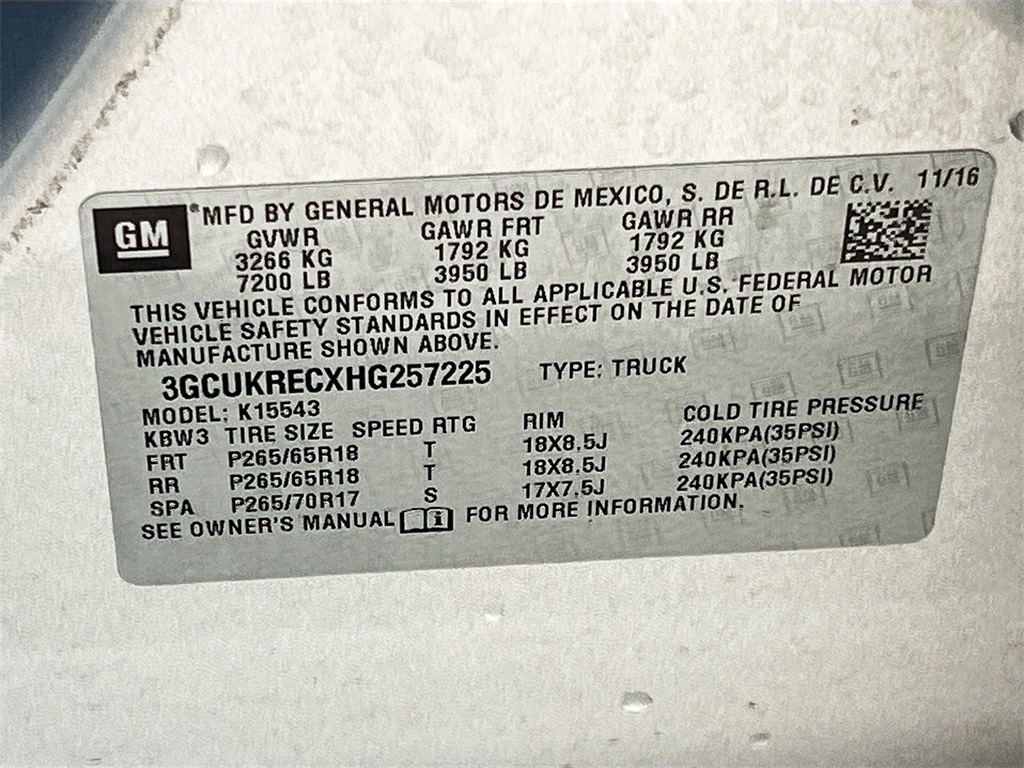 GM
*MFD BY GENERAL MOTORS DE MEXICO, S. DE R.L. DE C.V. 11/16
GVWR GAWR FRT GAWR RR
3266 KG 1792 KG 1792 KG
7200 LB 3950 LB 3950 LB
THIS VEHICLE CONFORMS TO ALL APPLICABLE U.S. FEDERAL MOTOR
VEHICLE SAFETY STANDARDS IN EFFECT ON THE DATE OF
MANUFACTURE SHOWN ABOVE.
3GCUKRECXHG257225 TYPE: TRUCK
MODEL: K15543
KBW3 TIRE SIZE SPEED RTG RIM COLD TIRE PRESSURE
FRT P265/65R18 T 18X8.5J 240KPA(35PSI)
RR P265/65R18 T 18X8.5J 240KPA(35PSI)
SPA P265/70R17 S 17X7.5J 240KPA(35PSI)
SEE OWNER'S MANUAL i FOR MORE INFORMATION.